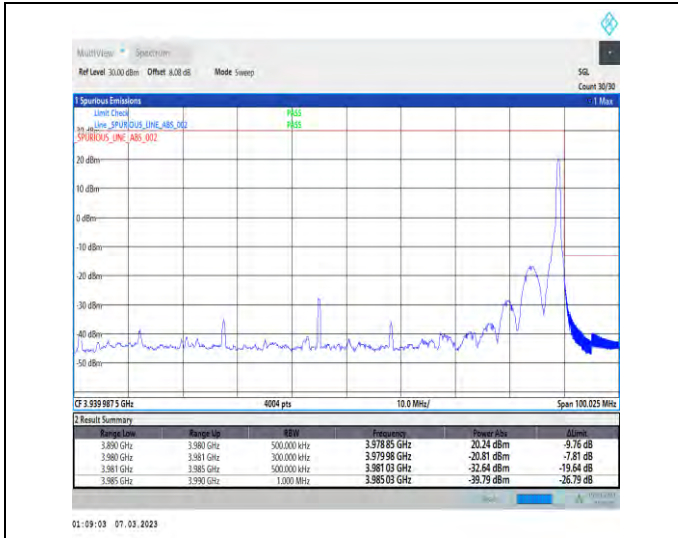 MultiView Spectrum
Ref Level 30.00 dBm Offset 8.08 dB Mode Sweep SGL
Count 30/30
1 Spurious Emissions 1 Max
Limit Check PASS
Line _SPURIOUS_LINE_ABS_002 PASS
_SPURIOUS_LINE_ABS_002
20 dBm
10 dBm
0 dBm
-10 dBm
-20 dBm
-30 dBm
-40 dBm
-50 dBm
CF 3.939 987 5 GHz 4004 pts 10.0 MHz/ Span 100.025 MHz
2 Result Summary
Range Low Range Up RBW Frequency Power Abs ΔLimit
3.890 GHz 3.980 GHz 500.000 kHz 3.978 85 GHz 20.24 dBm -9.76 dB
3.980 GHz 3.981 GHz 300.000 kHz 3.979 98 GHz -20.81 dBm -7.81 dB
3.981 GHz 3.985 GHz 500.000 kHz 3.981 03 GHz -32.64 dBm -19.64 dB
3.985 GHz 3.990 GHz 1.000 MHz 3.985 03 GHz -39.79 dBm -26.79 dB
01:09:03 07.03.2023